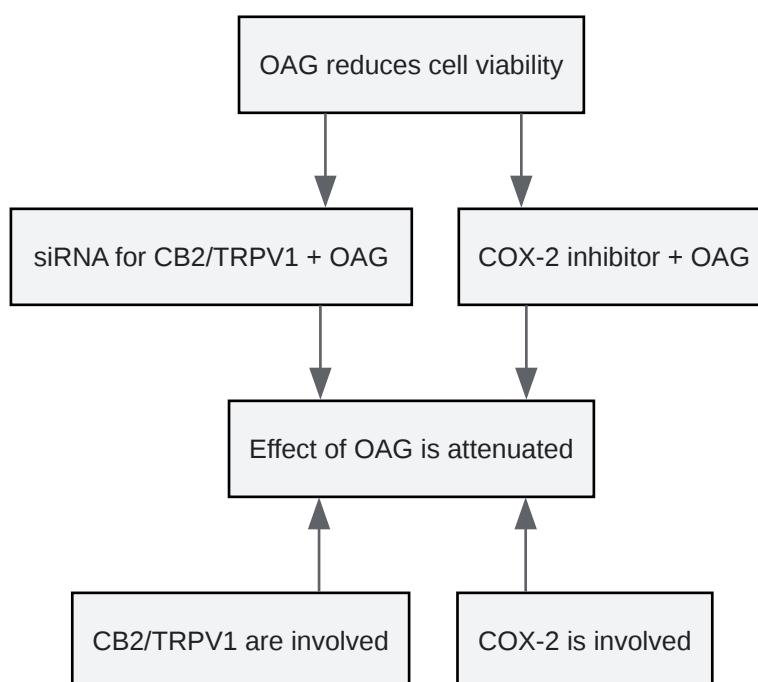 OAG reduces cell viability
siRNA for CB2/TRPV1 + OAG
COX-2 inhibitor + OAG
Effect of OAG is attenuated
CB2/TRPV1 are involved
COX-2 is involved